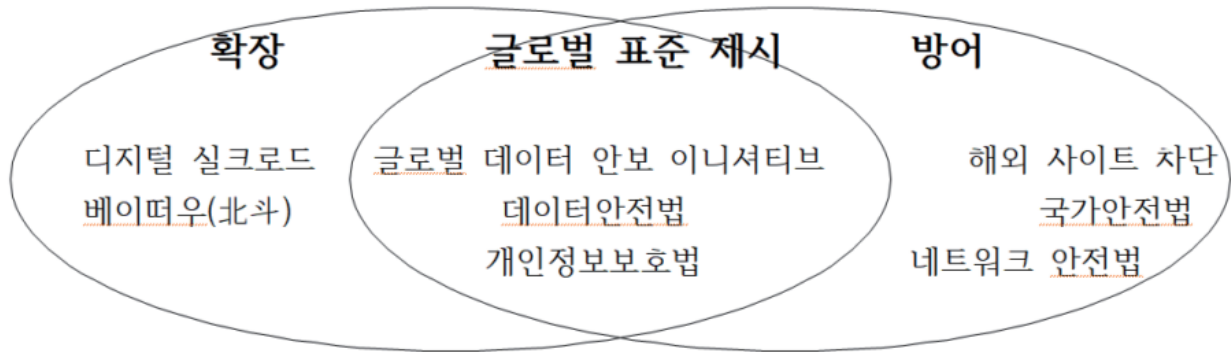 확장 글로벌 표준 제시 방어
디지털 실크로드 글로벌 데이터 안보 이니셔티브 해외 사이트 차단
베이떠우(北斗) 데이터안전법 국가안전법
개인정보보호법 네트워크 안전법